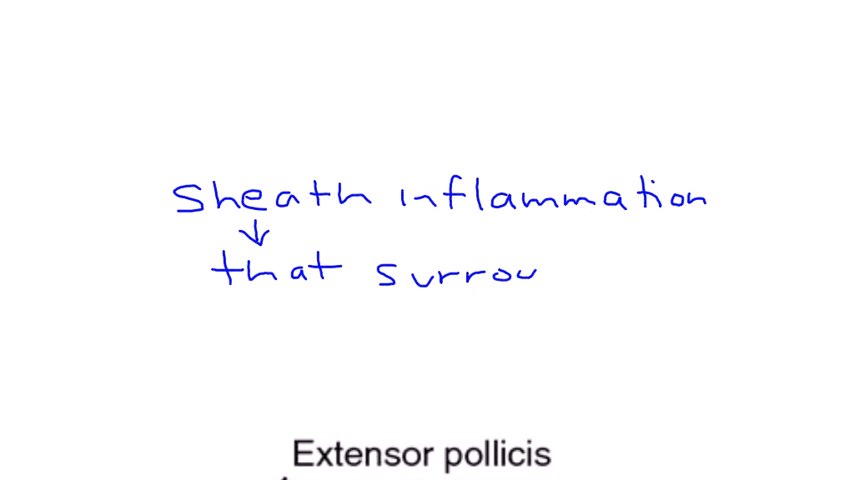 Sheath inflammation
that surrou
Extensor pollicis